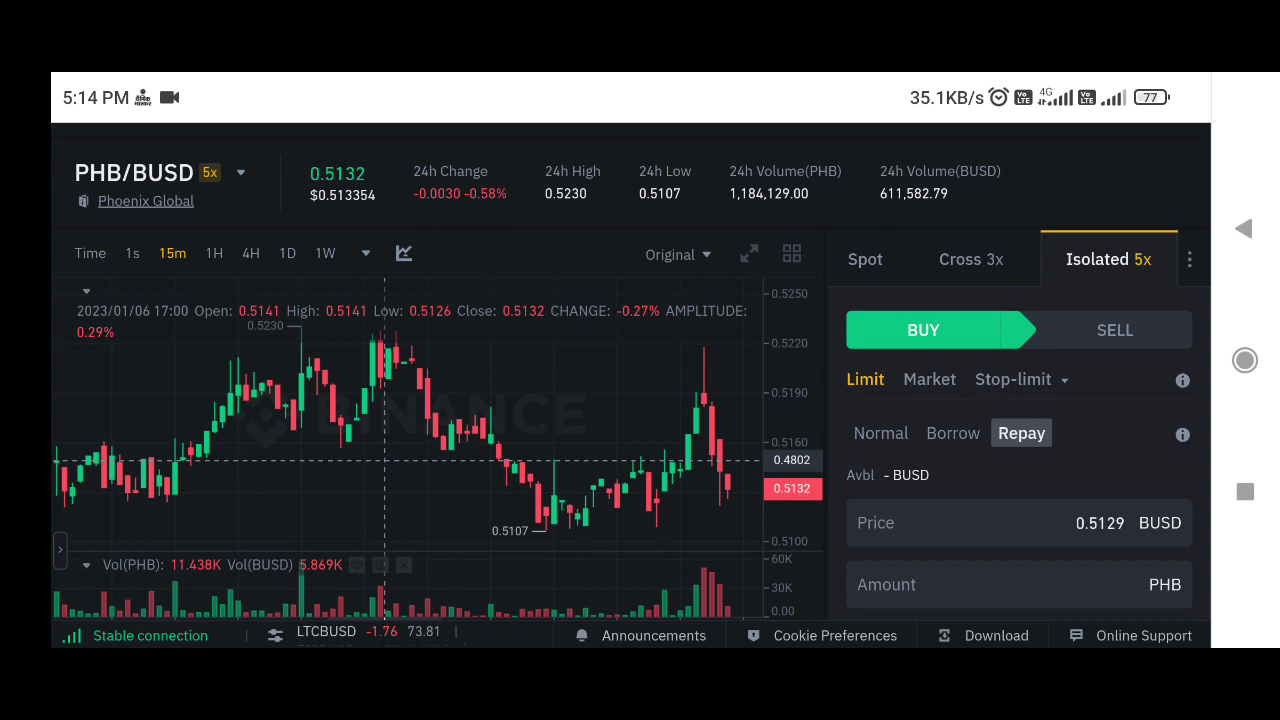 5:14 PM
35.1KB/s 4G Vo LTE Vo LTE 77
PHB/BUSD 5x
Phoenix Global
0.5132
$0.513354
24h Change
-0.0030 -0.58%
24h High
0.5230
24h Low
0.5107
24h Volume(PHB)
1,184,129.00
24h Volume(BUSD)
611,582.79
Time 1s 15m 1H 4H 1D 1W
Original
2023/01/06 17:00 Open: 0.5141 High: 0.5141 Low: 0.5126 Close: 0.5132 CHANGE: -0.27% AMPLITUDE:
0.29%
0.5230
BINANCE
0.5107
0.5250
0.5220
0.5190
0.5160
0.4802
0.5132
0.5100
Vol(PHB): 11.438K Vol(BUSD) 5.869K
60K
30K
0.00
Spot Cross 3x Isolated 5x
BUY SELL
Limit Market Stop-limit
Normal Borrow Repay
Avbl - BUSD
Price 0.5129 BUSD
Amount PHB
Stable connection
LTCBUSD -1.76 73.81
Announcements
Cookie Preferences
Download
Online Support